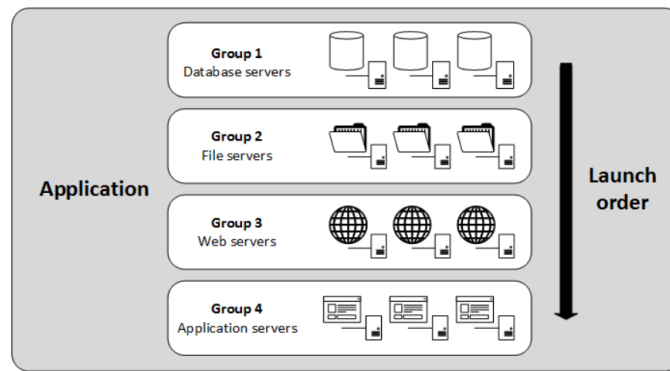 Group 1
Database servers
Group 2
File servers
Application
Launch
order
Group 3
Web servers
Group 4
Application servers